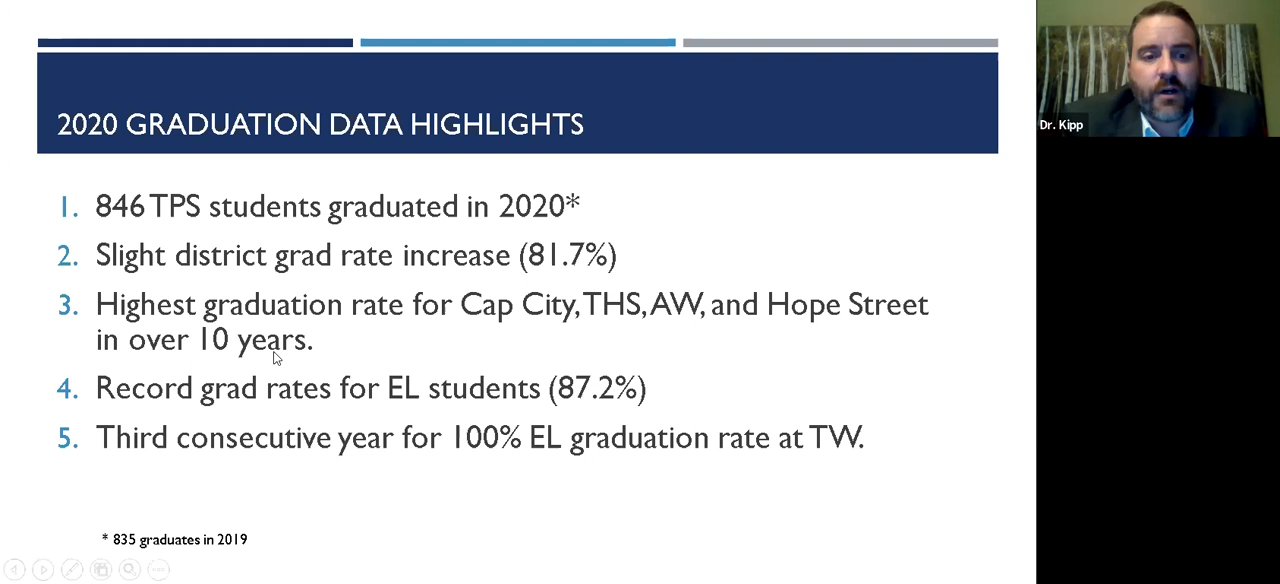 2020 GRADUATION DATA HIGHLIGHTS
1. 846 TPS students graduated in 2020*
2. Slight district grad rate increase (81.7%)
3. Highest graduation rate for Cap City, THS, AW, and Hope Street
in over 10 years.
4. Record grad rates for EL students (87.2%)
5. Third consecutive year for 100% EL graduation rate at TW.
* 835 graduates in 2019
Dr. Kipp